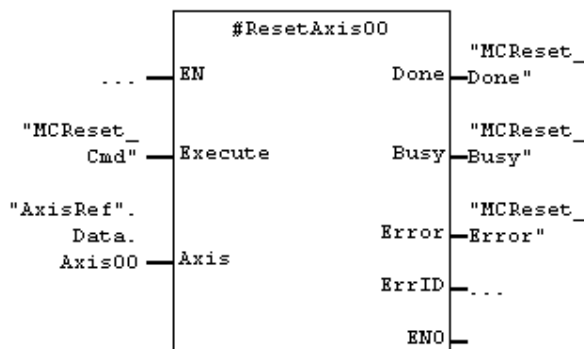 #ResetAxis00
"MCReset_
... EN Done Done"
"MCReset_ "MCReset_
Cmd" Execute Busy Busy"
"AxisRef". "MCReset_
Data. Error Error"
Axis00 Axis
ErrID ...
ENO